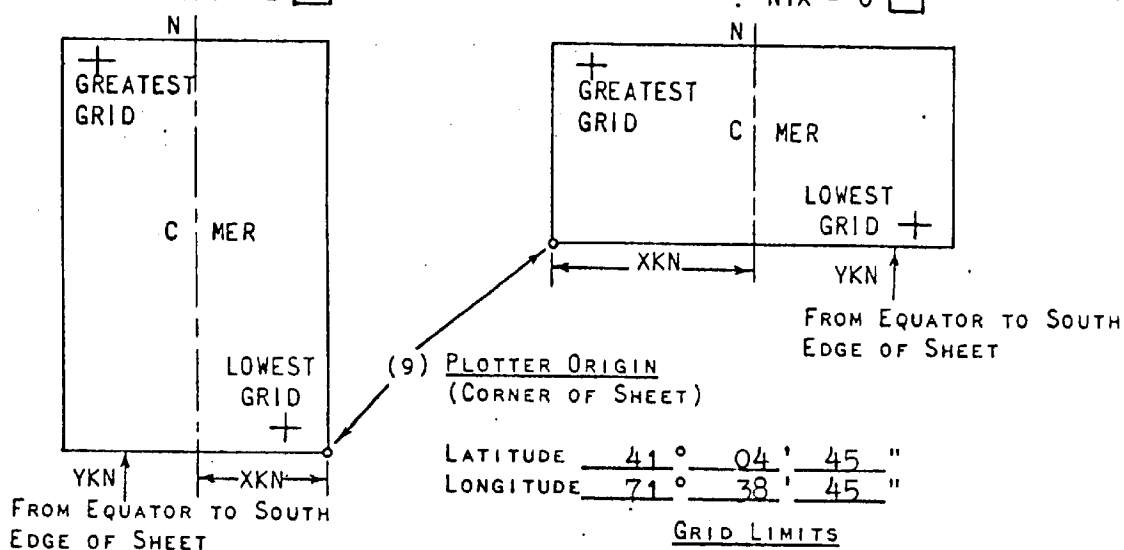 NYX = 0
N
GREATEST
GRID
C MER
LOWEST
GRID
YKN
XKN
FROM EQUATOR TO SOUTH
EDGE OF SHEET
N
GREATEST
GRID
C MER
LOWEST
GRID
XKN
YKN
FROM EQUATOR TO SOUTH
EDGE OF SHEET
(9) PLOTTER ORIGIN
(CORNER OF SHEET)
LATITUDE 41° 04' 45"
LONGITUDE 71° 38' 45"
GRID LIMITS